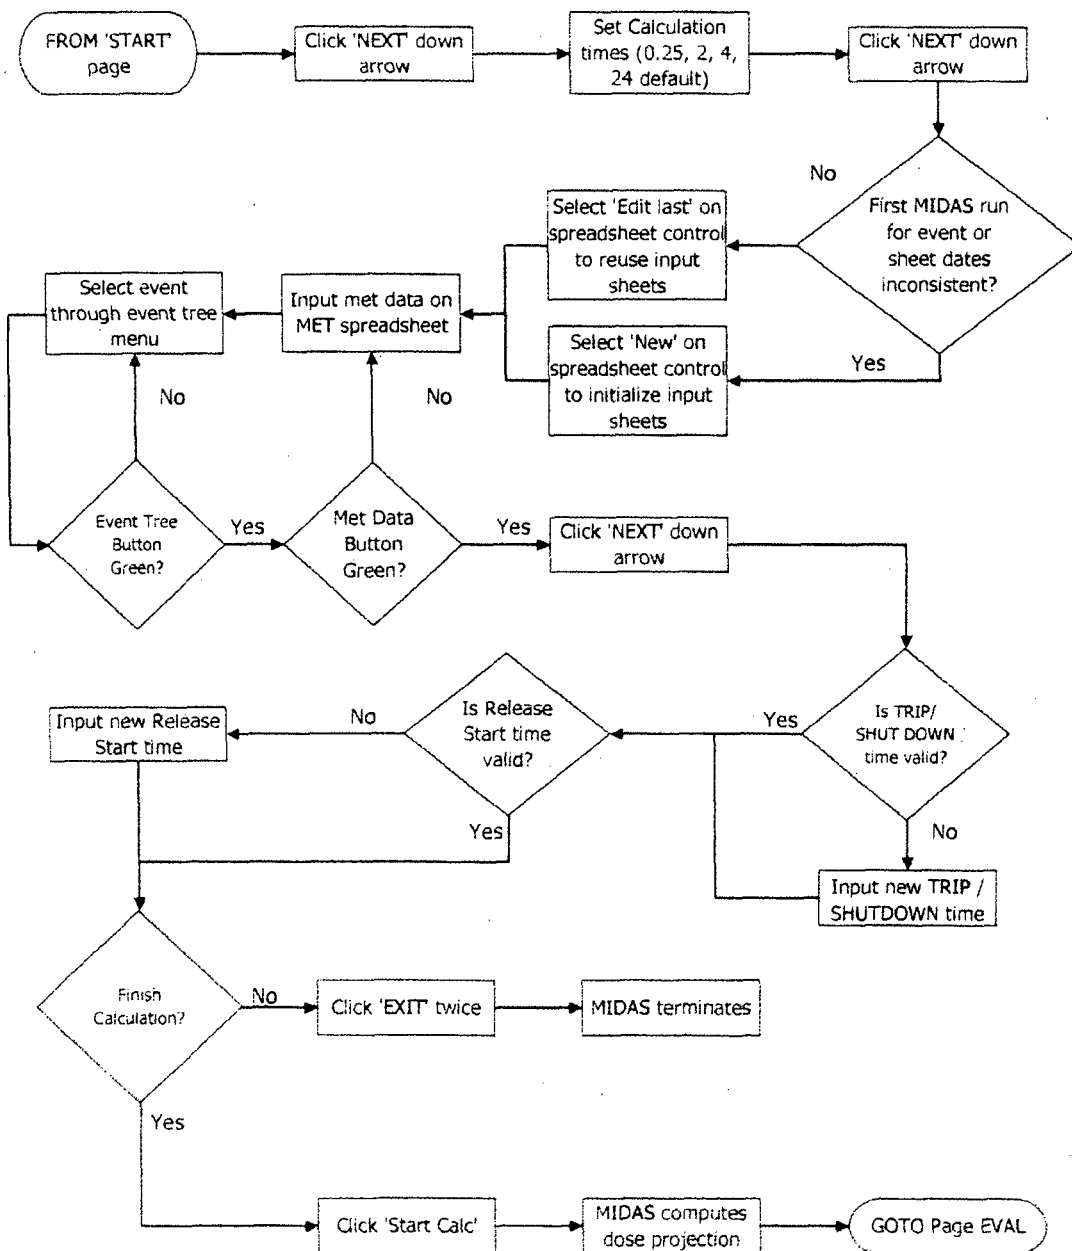 FROM 'START'
page
Click 'NEXT' down
arrow
Set Calculation
times (0.25, 2, 4,
24 default)
Click 'NEXT' down
arrow
No
First MIDAS run
for event or
sheet dates
inconsistent?
Select 'Edit last' on
spreadsheet control
to reuse input
sheets
Select event
through event tree
menu
Input met data on
MET spreadsheet
Select 'New' on
spreadsheet control
to initialize input
sheets
Yes
No
No
Event Tree
Button
Green?
Yes
Met Data
Button
Green?
Yes
Click 'NEXT' down
arrow
Input new Release
Start time
No
Is Release
Start time
valid?
Yes
Is TRIP/
SHUT DOWN
time valid?
Yes
No
Input new TRIP /
SHUTDOWN time
Finish
Calculation?
No
Click 'EXIT' twice
MIDAS terminates
Yes
Click 'Start Calc'
MIDAS computes
dose projection
GOTO Page EVAL